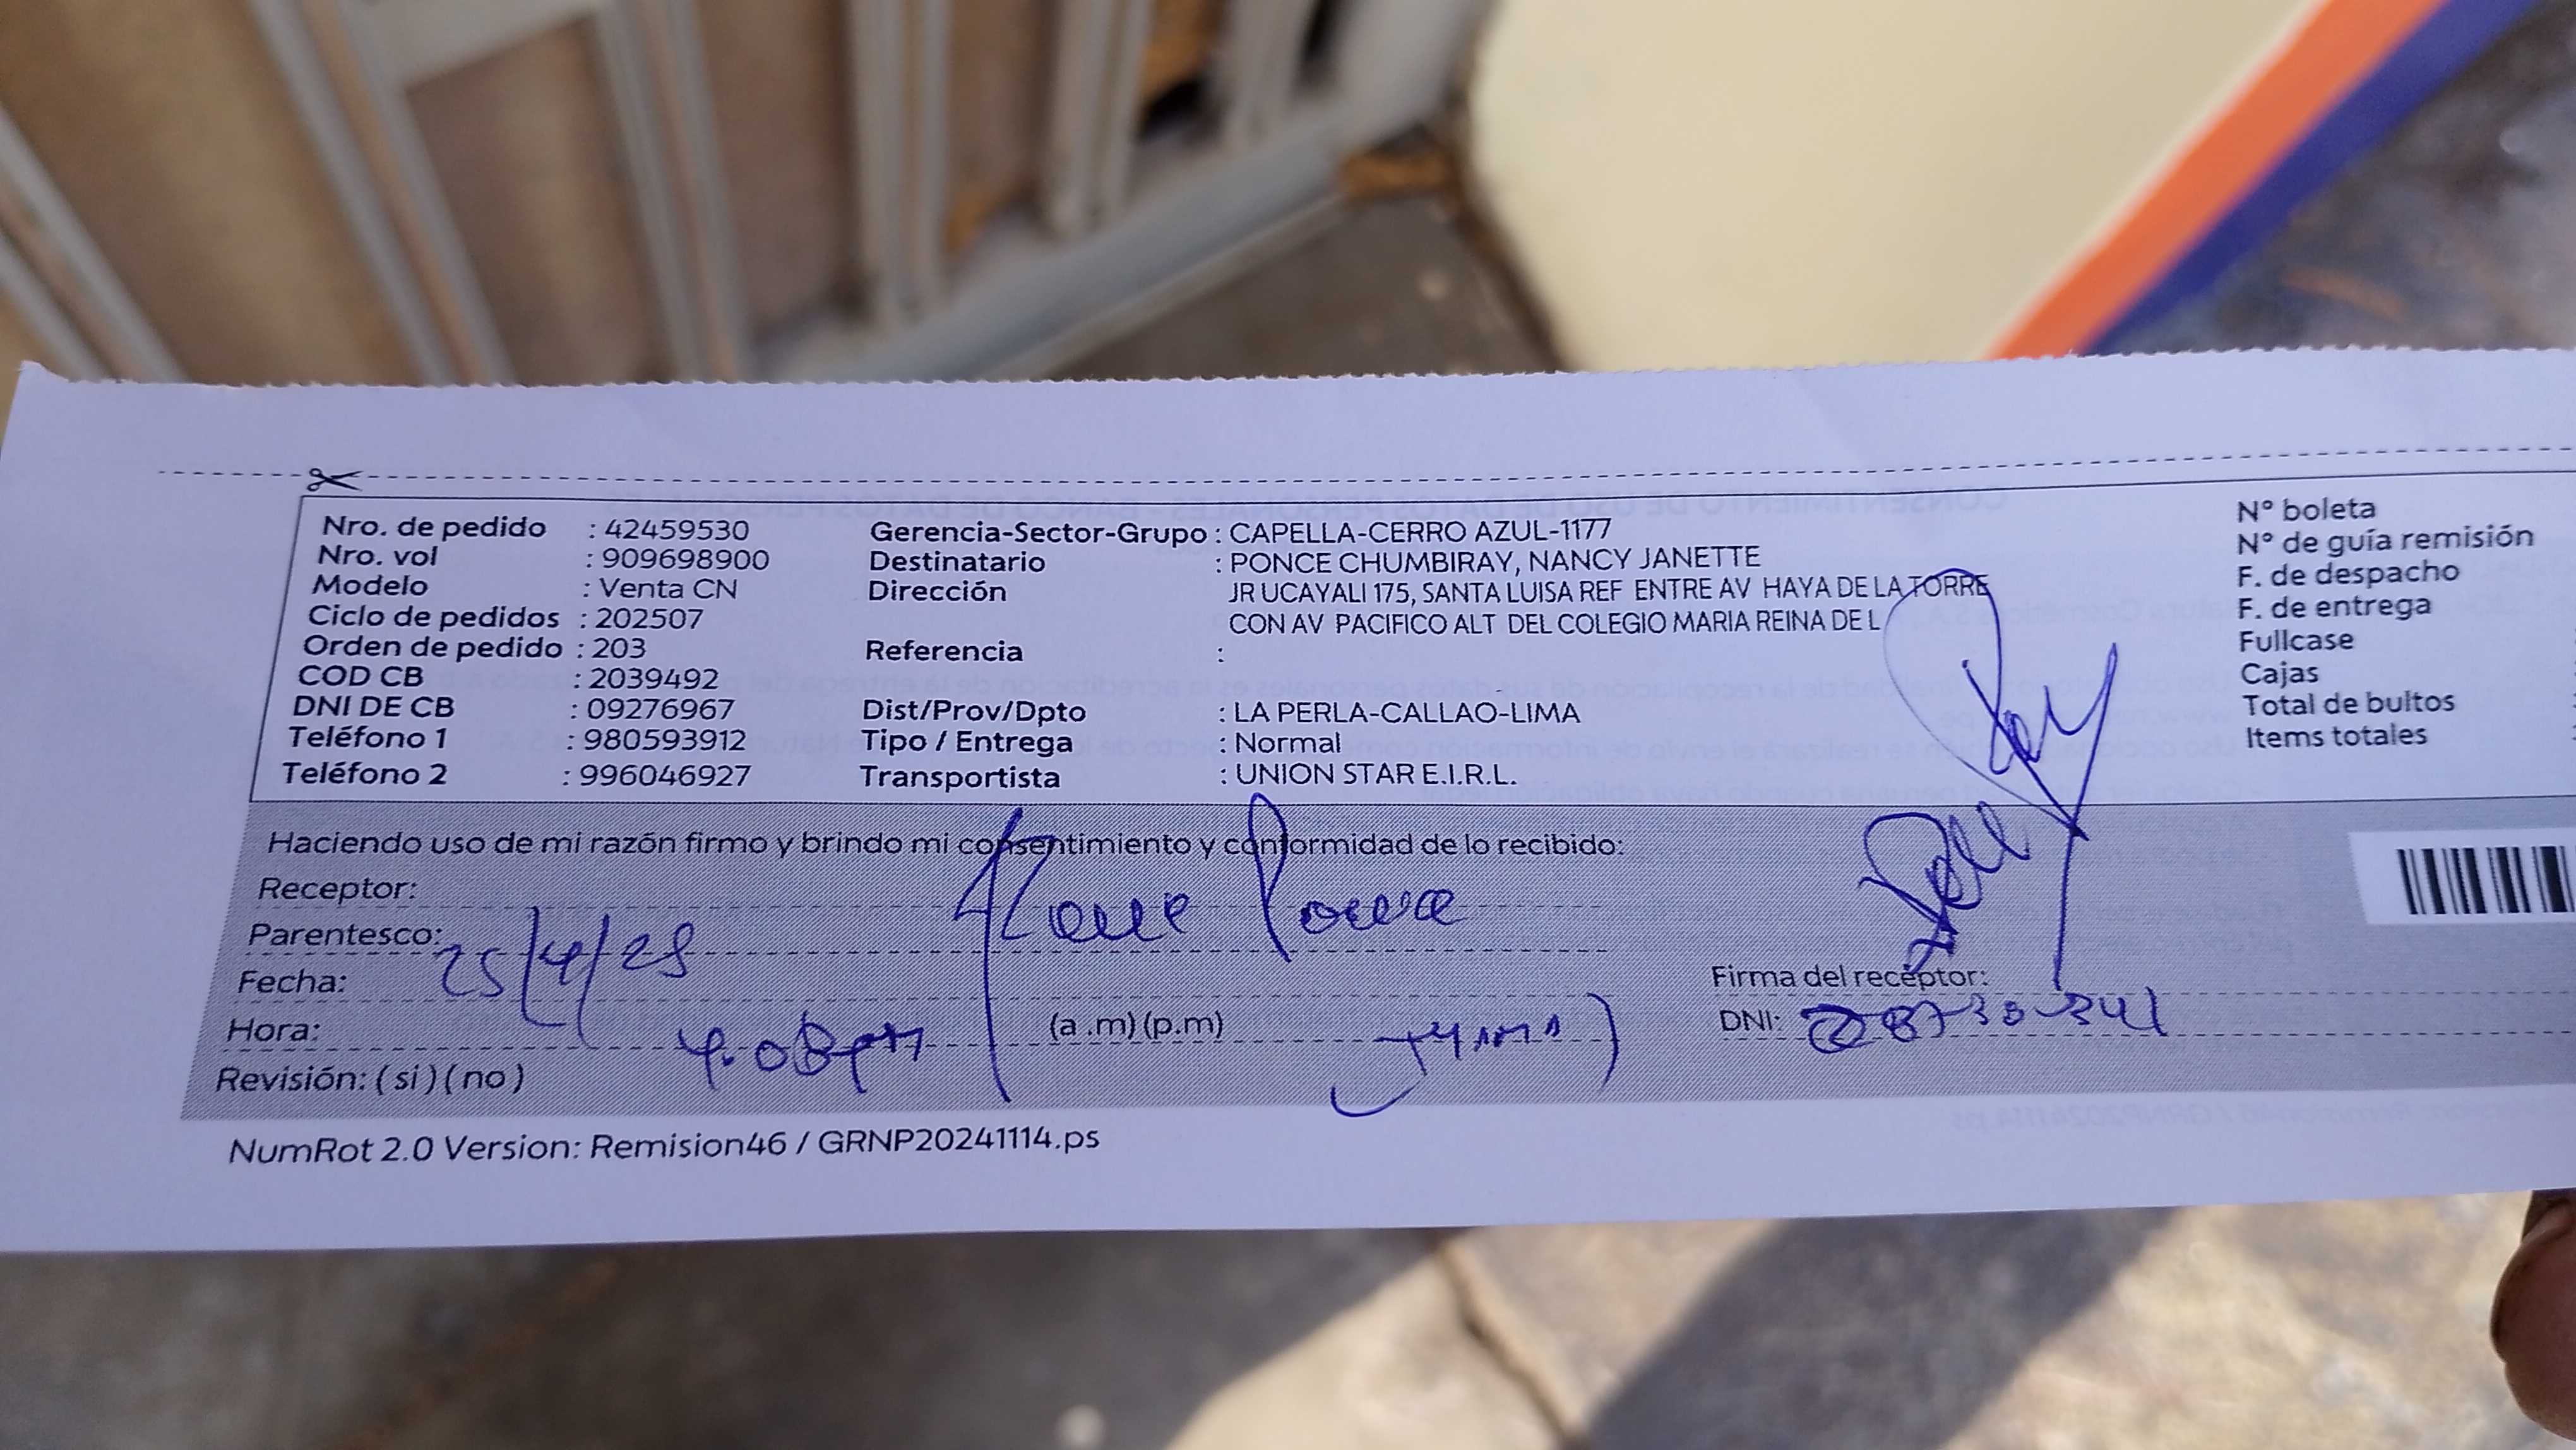 Nro. de pedido : 42459530
Nro. vol : 909698900
Modelo : Venta CN
Ciclo de pedidos : 202507
Orden de pedido : 203
COD CB : 2039492
DNI DE CB : 09276967
Teléfono 1 : 980593912
Teléfono 2 : 996046927
Gerencia-Sector-Grupo : CAPELLA-CERRO AZUL-1177
Destinatario : PONCE CHUMBIRAY, NANCY JANETTE
Dirección JR UCAYALI 175, SANTA LUISA REF ENTRE AV HAYA DE LA TORRE
CON AV PACIFICO ALT DEL COLEGIO MARIA REINA DE L
Referencia :
Dist/Prov/Dpto : LA PERLA-CALLAO-LIMA
Tipo / Entrega : Normal
Transportista : UNION STAR E.I.R.L.
N° boleta
N° de guía remisión
F. de despacho
F. de entrega
Fullcase
Cajas
Total de bultos
Items totales
Haciendo uso de mi razón firmo y brindo mi consentimiento y conformidad de lo recibido:
Receptor:
Parentesco:
Fecha: 25/4/25
Hora: 4:08pm (a .m) (p.m)
Revisión: ( si ) ( no )
Firma del receptor:
DNI:
NumRot 2.0 Version: Remision46 / GRNP20241114.ps